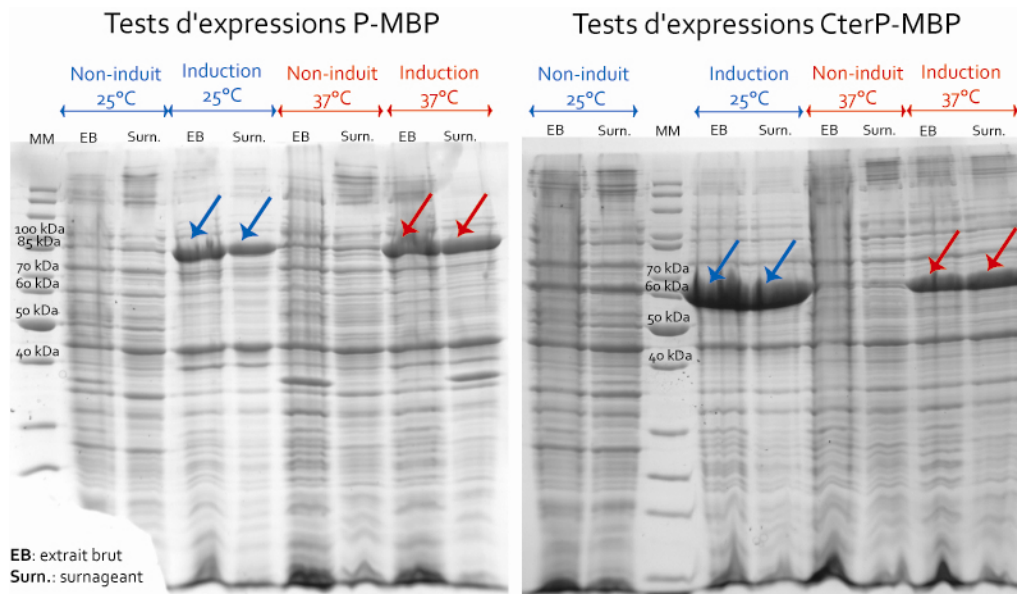 Tests d'expressions P-MBP
Non-induit
25°C
Induction
25°C
Non-induit
37°C
Induction
37°C
MM
EB
Surn.
EB
Surn.
EB
Surn.
EB
Surn.
100 kDa
85 kDa
70 kDa
60 kDa
50 kDa
40 kDa
EB: extrait brut
Surn.: surnageant
Tests d'expressions CterP-MBP
Non-induit
25°C
Induction
25°C
Non-induit
37°C
Induction
37°C
EB
Surn.
MM
EB
Surn.
EB
Surn.
EB
Surn.
70 kDa
60 kDa
50 kDa
40 kDa